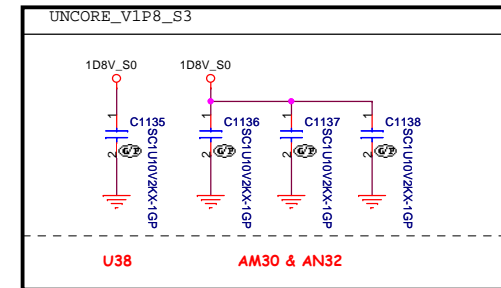 UNCORE_V1P8_S3
1D8V_S0
1D8V_S0
1
C1135
SC1U10V2KX-1GP
2
G/P
1
C1136
SC1U10V2KX-1GP
2
G/P
1
C1137
SC1U10V2KX-1GP
2
G/P
1
C1138
SC1U10V2KX-1GP
2
G/P
U38
AM30 & AN32